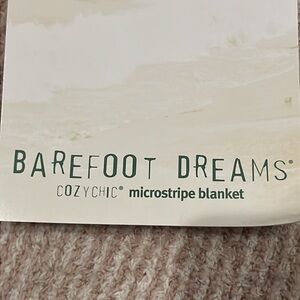 BAREFOOT DREAMS®
COZYCHIC® microstripe blanket